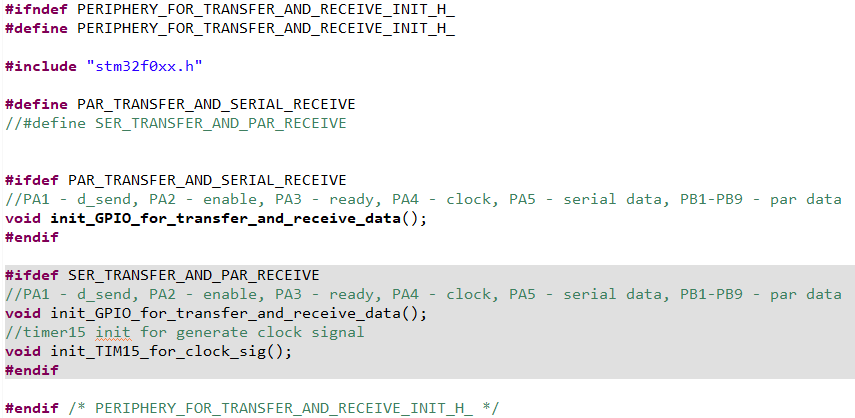 #ifndef PERIPHERY_FOR_TRANSFER_AND_RECEIVE_INIT_H_
#define PERIPHERY_FOR_TRANSFER_AND_RECEIVE_INIT_H_
#include "stm32f0xx.h"
#define PAR_TRANSFER_AND_SERIAL_RECEIVE
//#define SER_TRANSFER_AND_PAR_RECEIVE
#ifdef PAR_TRANSFER_AND_SERIAL_RECEIVE
//PA1 - d_send, PA2 - enable, PA3 - ready, PA4 - clock, PA5 - serial data, PB1-PB9 - par data
void init_GPIO_for_transfer_and_receive_data();
#endif
#ifdef SER_TRANSFER_AND_PAR_RECEIVE
//PA1 - d_send, PA2 - enable, PA3 - ready, PA4 - clock, PA5 - serial data, PB1-PB9 - par data
void init_GPIO_for_transfer_and_receive_data();
//timer15 init for generate clock signal
void init_TIM15_for_clock_sig();
#endif
#endif /* PERIPHERY_FOR_TRANSFER_AND_RECEIVE_INIT_H_ */